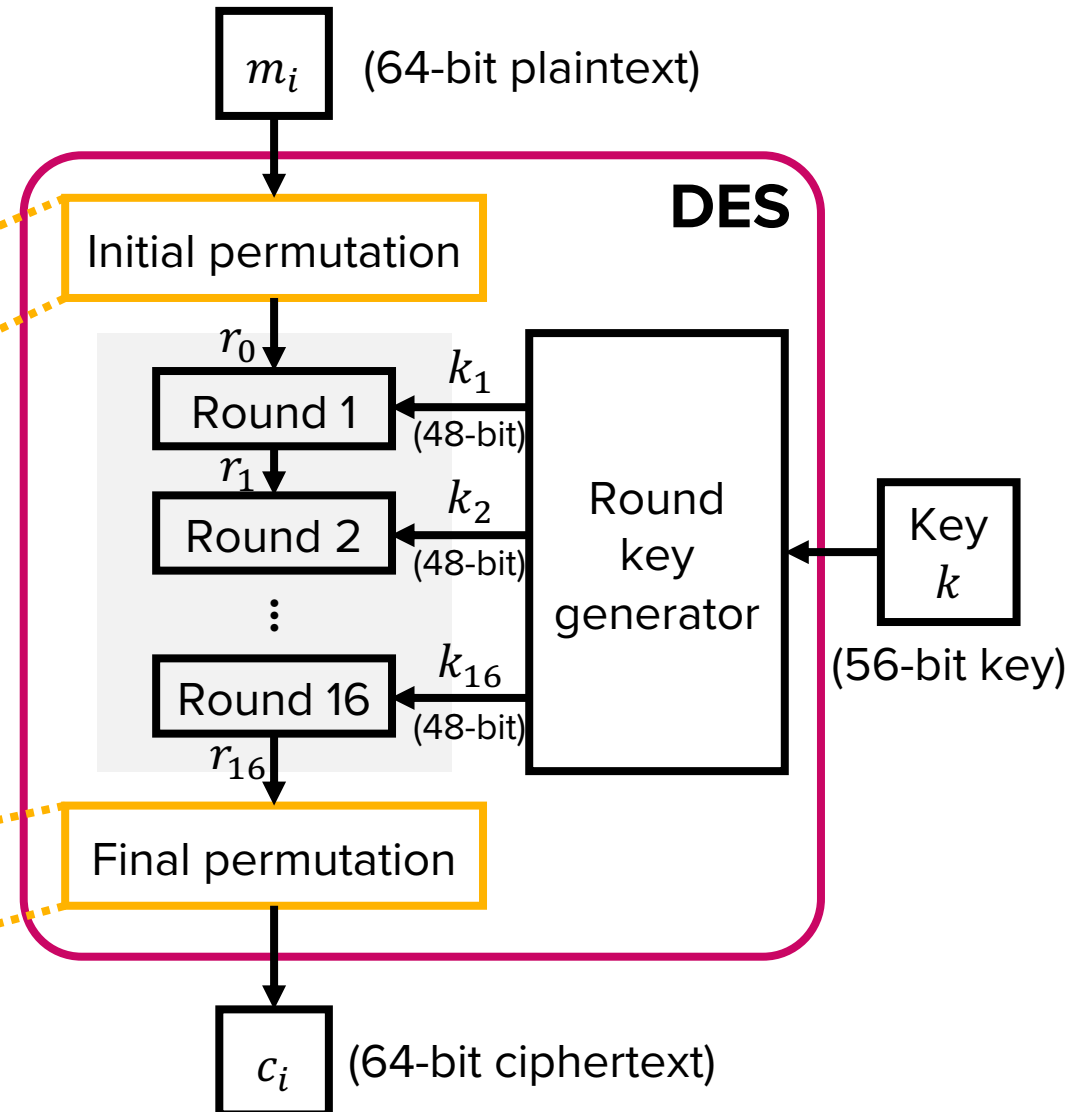 m_i (64-bit plaintext)
DES
Initial permutation
r_0
k_1
Round 1
(48-bit)
r_1
k_2
Round 2
(48-bit)
⋮
Round
key
generator
Key
k
(56-bit key)
k_16
Round 16
(48-bit)
r_16
Final permutation
c_i (64-bit ciphertext)